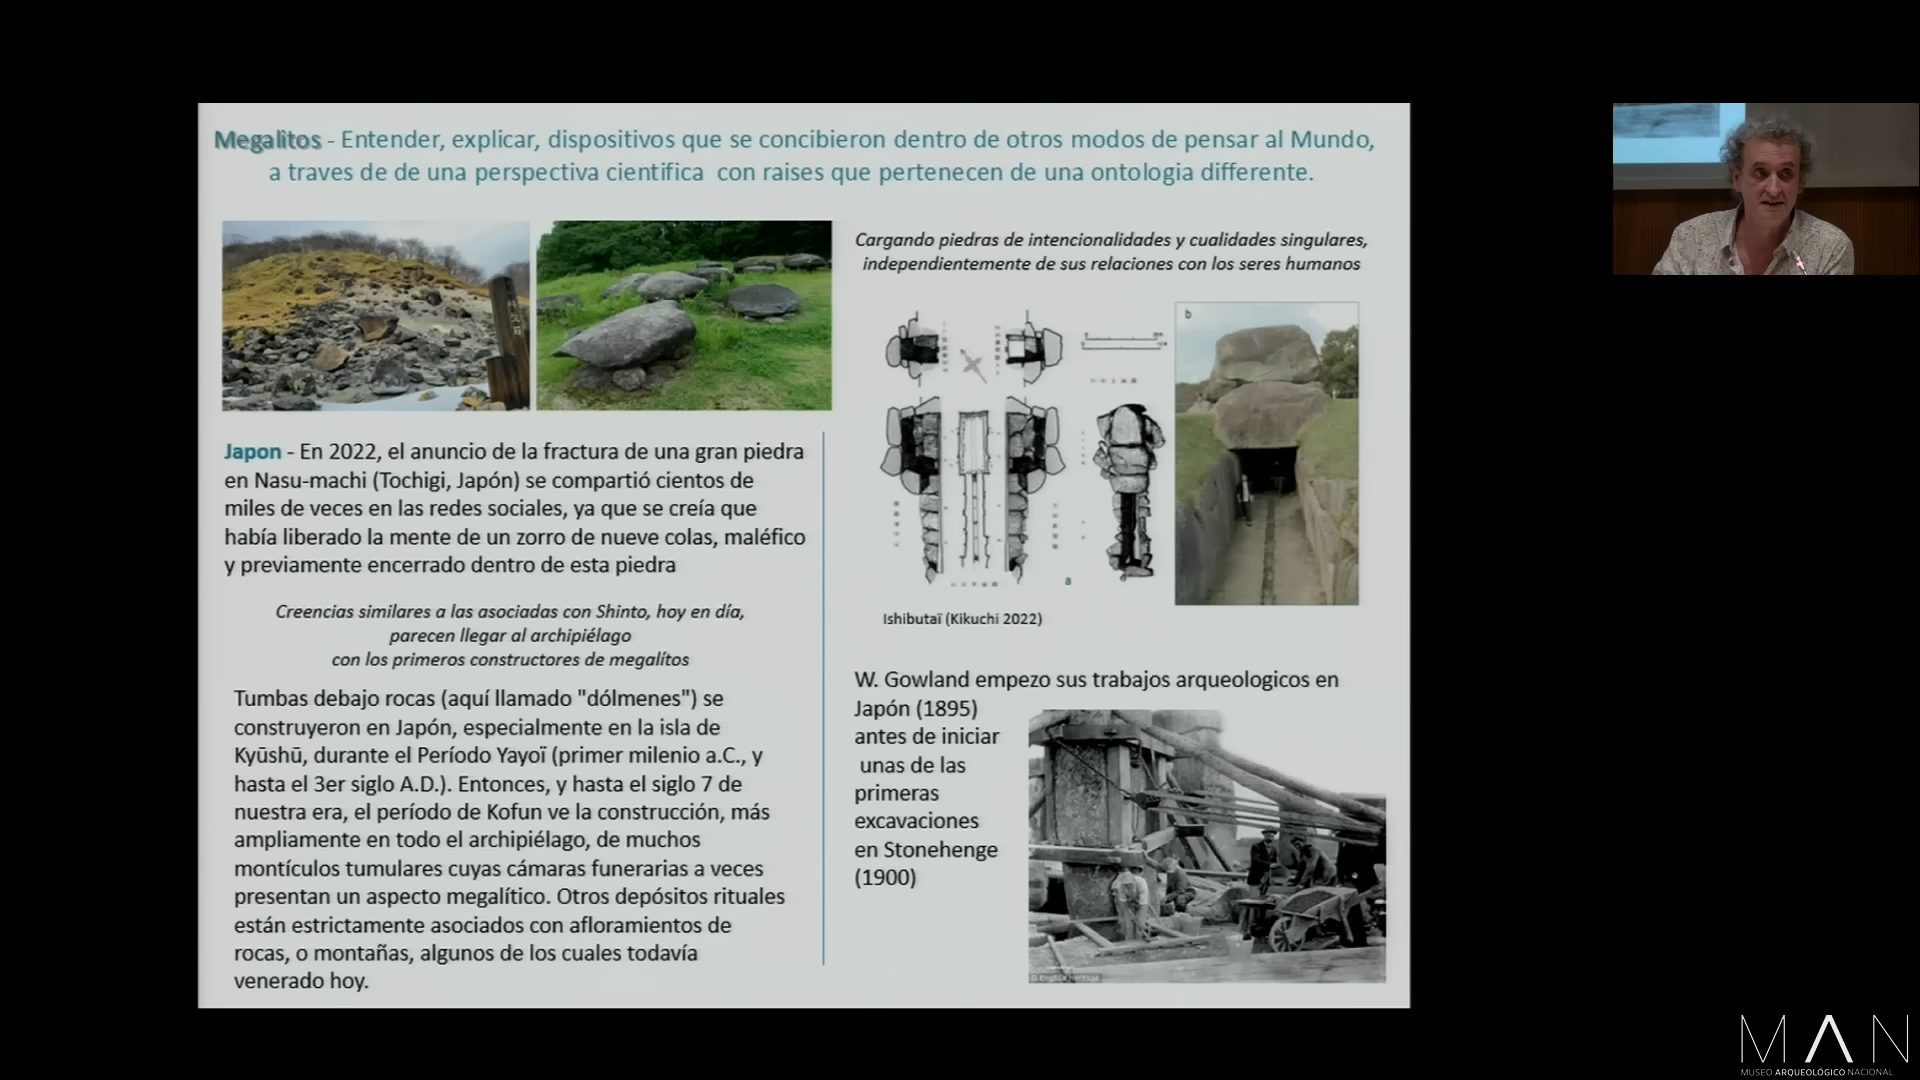 Megalitos - Entender, explicar, dispositivos que se concibieron dentro de otros modos de pensar al Mundo,
a traves de de una perspectiva cientifica con raises que pertenecen de una ontologia differente.
Japon - En 2022, el anuncio de la fractura de una gran piedra
en Nasu-machi (Tochigi, Japón) se compartió cientos de
miles de veces en las redes sociales, ya que se creía que
había liberado la mente de un zorro de nueve colas, maléfico
y previamente encerrado dentro de esta piedra
Creencias similares a las asociadas con Shinto, hoy en día,
parecen llegar al archipiélago
con los primeros constructores de megalítos
Tumbas debajo rocas (aquí llamado "dólmenes") se
construyeron en Japón, especialmente en la isla de
Kyūshū, durante el Período Yayoï (primer milenio a.C., y
hasta el 3er siglo A.D.). Entonces, y hasta el siglo 7 de
nuestra era, el período de Kofun ve la construcción, más
ampliamente en todo el archipiélago, de muchos
montículos tumulares cuyas cámaras funerarias a veces
presentan un aspecto megalítico. Otros depósitos rituales
están estrictamente asociados con afloramientos de
rocas, o montañas, algunos de los cuales todavía
venerado hoy.
Cargando piedras de intencionalidades y cualidades singulares,
independientemente de sus relaciones con los seres humanos
b
a
Ishibutaï (Kikuchi 2022)
W. Gowland empezo sus trabajos arqueologicos en
Japón (1895)
antes de iniciar
unas de las
primeras
excavaciones
en Stonehenge
(1900)
© English Heritage
MAN
MUSEO ARQUEOLÓGICO NACIONAL